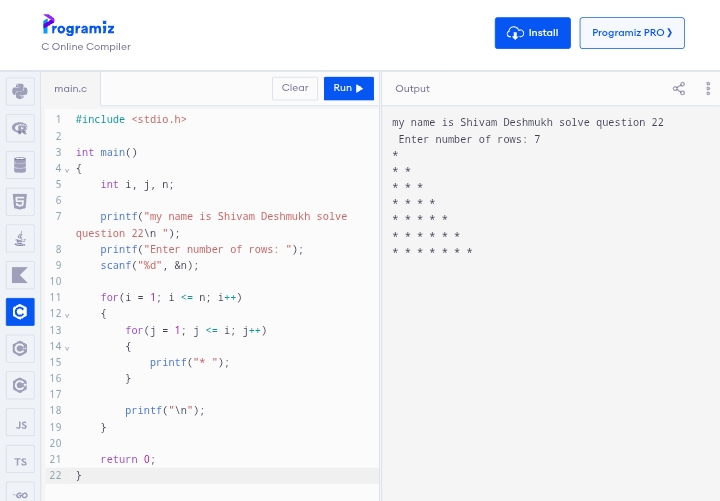 Programiz
C Online Compiler
Install
Programiz PRO ❯
main.c
Clear
Run
Output
1 #include <stdio.h>
2
3 int main()
4 {
5 int i, j, n;
6
7 printf("my name is Shivam Deshmukh solve
question 22\n ");
8 printf("Enter number of rows: ");
9 scanf("%d", &n);
10
11 for(i = 1; i <= n; i++)
12 {
13 for(j = 1; j <= i; j++)
14 {
15 printf("* ");
16 }
17
18 printf("\n");
19 }
20
21 return 0;
22 }
my name is Shivam Deshmukh solve question 22
Enter number of rows: 7
*
* *
* * *
* * * *
* * * * *
* * * * * *
* * * * * * *
JS
TS
GO